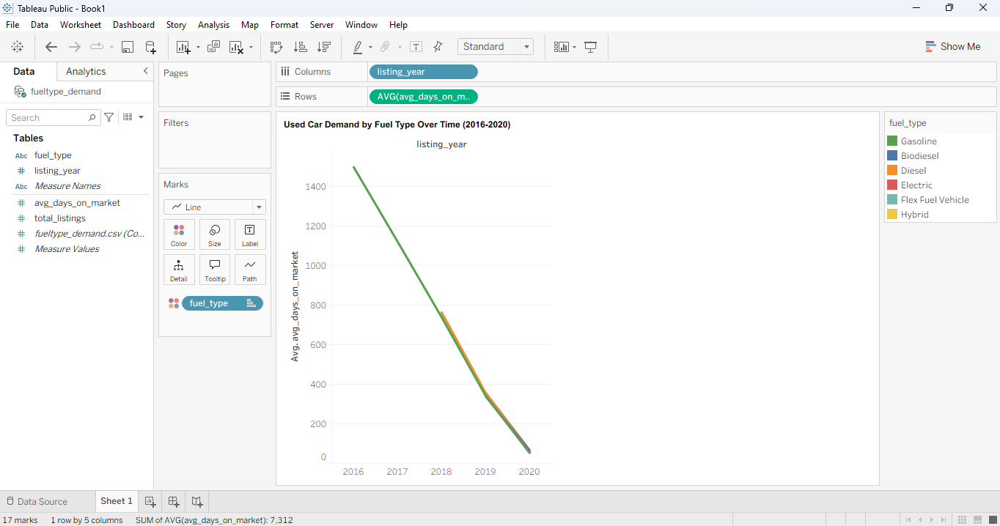 Tableau Public - Book1
File Data Worksheet Dashboard Story Analysis Map Format Server Window Help
Standard
Show Me
Data Analytics
fueltype_demand
Search
Tables
Abc fuel_type
# listing_year
Abc Measure Names
# avg_days_on_market
# total_listings
# fueltype_demand.csv (Co...
# Measure Values
Pages
Filters
Marks
Line
Color Size Label
Detail Tooltip Path
fuel_type
Columns listing_year
Rows AVG(avg_days_on_m..
Used Car Demand by Fuel Type Over Time (2016-2020)
listing_year
Avg. avg_days_on_market
1400
1200
1000
800
600
400
200
0
2016 2017 2018 2019 2020
fuel_type
Gasoline
Biodiesel
Diesel
Electric
Flex Fuel Vehicle
Hybrid
Data Source Sheet 1
17 marks 1 row by 5 columns SUM of AVG(avg_days_on_market): 7,312